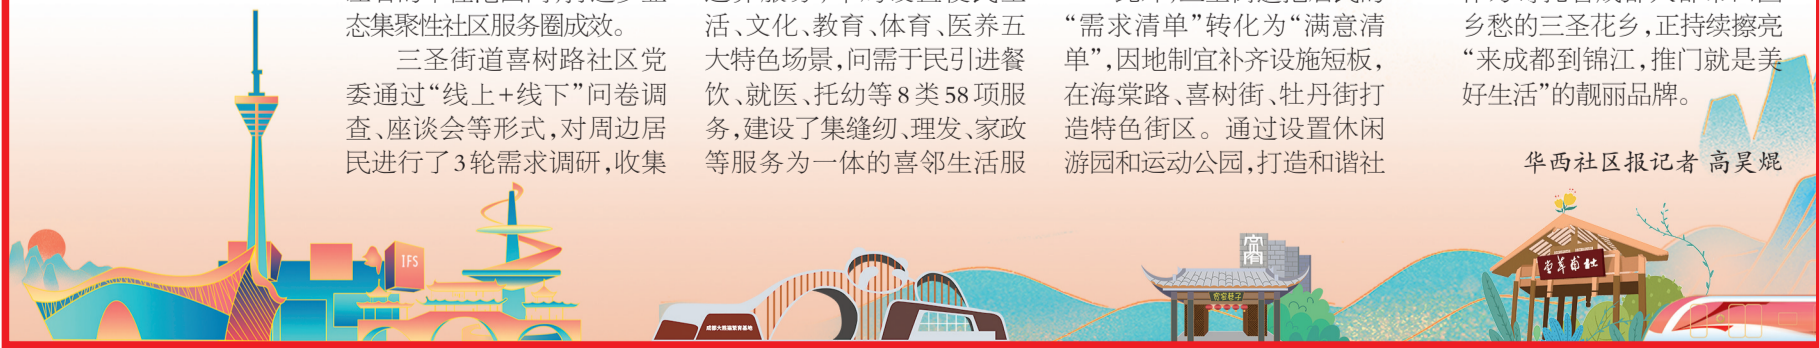 态集聚性社区服务圈成效。
三圣街道喜树路社区党
委通过“线上+线下”问卷调
查、座谈会等形式,对周边居
民进行了3轮需求调研,收集
活、文化、教育、体育、医养五
大特色场景,问需于民引进餐
饮、就医、托幼等8类58项服
务,建设了集缝纫、理发、家政
等服务为一体的喜邻生活服
“需求清单”转化为“满意清
单”,因地制宜补齐设施短板,
在海棠路、喜树街、牡丹街打
造特色街区。通过设置休闲
游园和运动公园,打造和谐社
乡愁的三圣花乡,正持续擦亮
“来成都到锦江,推门就是美
好生活”的靓丽品牌。
华西社区报记者 高昊焜
IFS
成都大熊猫繁育基地